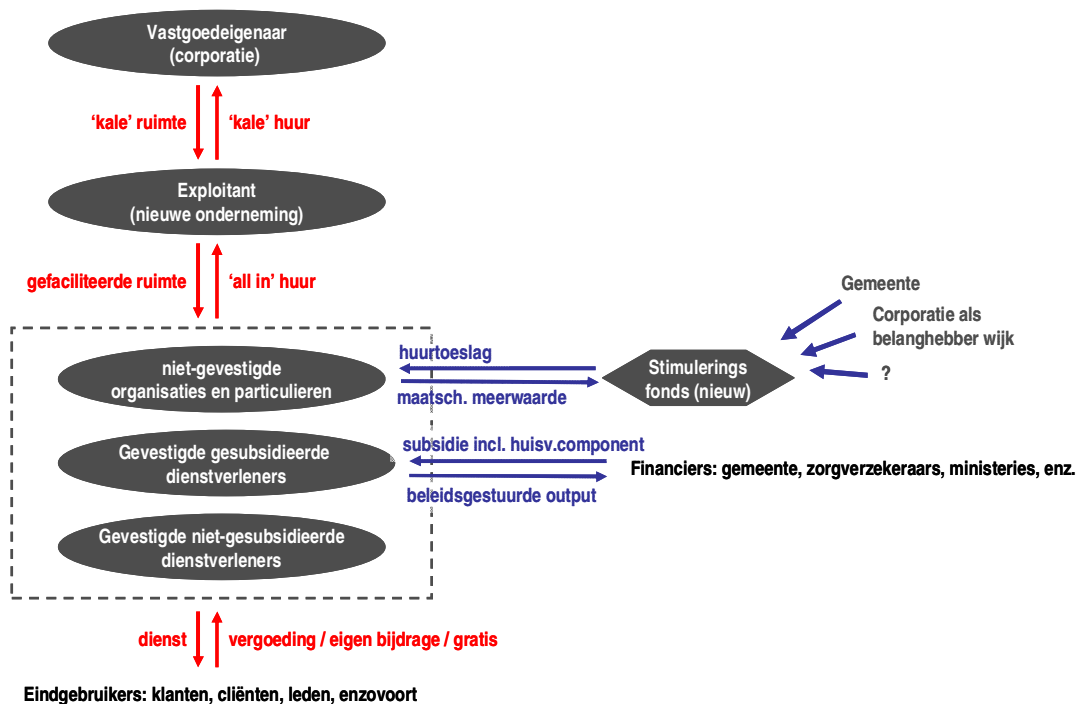 Vastgoedeigenaar
(corporatie)
‘kale’ ruimte
‘kale’ huur
Exploitant
(nieuwe onderneming)
gefaciliteerde ruimte
‘all in’ huur
Gemeente
Corporatie als
belanghebber wijk
?
niet-gevestigde
organisaties en particulieren
huurtoeslag
maatsch. meerwaarde
Stimulerings
fonds (nieuw)
Gevestigde gesubsidieerde
dienstverleners
subsidie incl. huisv.component
beleidsgestuurde output
Financiers: gemeente, zorgverzekeraars, ministeries, enz.
Gevestigde niet-gesubsidieerde
dienstverleners
dienst
vergoeding / eigen bijdrage / gratis
Eindgebruikers: klanten, cliënten, leden, enzovoort